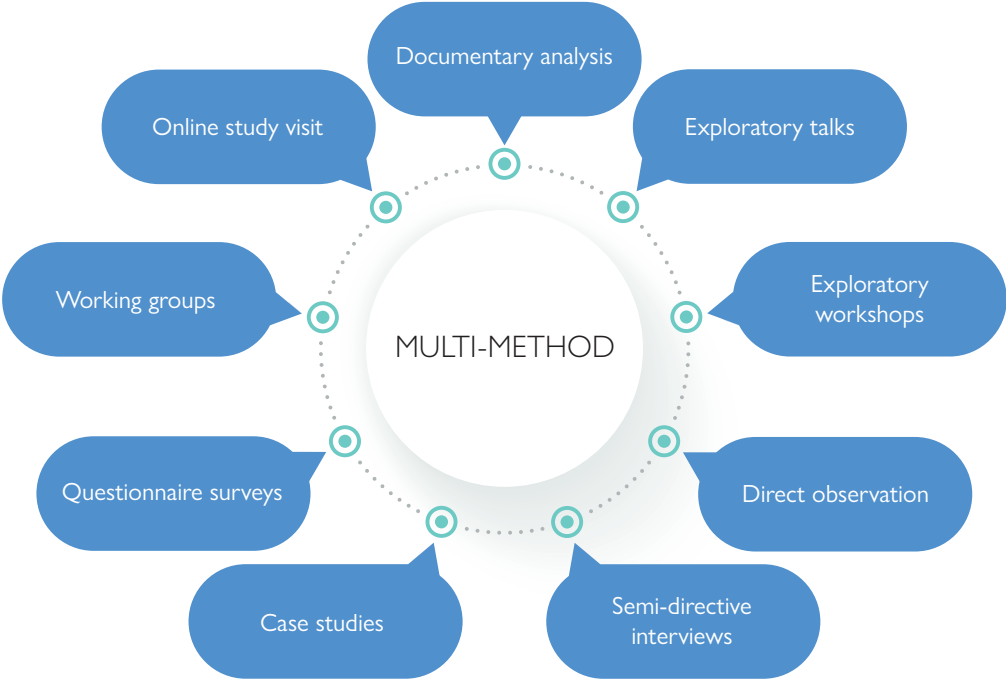 Documentary analysis
Exploratory talks
Exploratory
workshops
Direct observation
Semi-directive
interviews
Case studies
Questionnaire surveys
Working groups
Online study visit
MULTI-METHOD